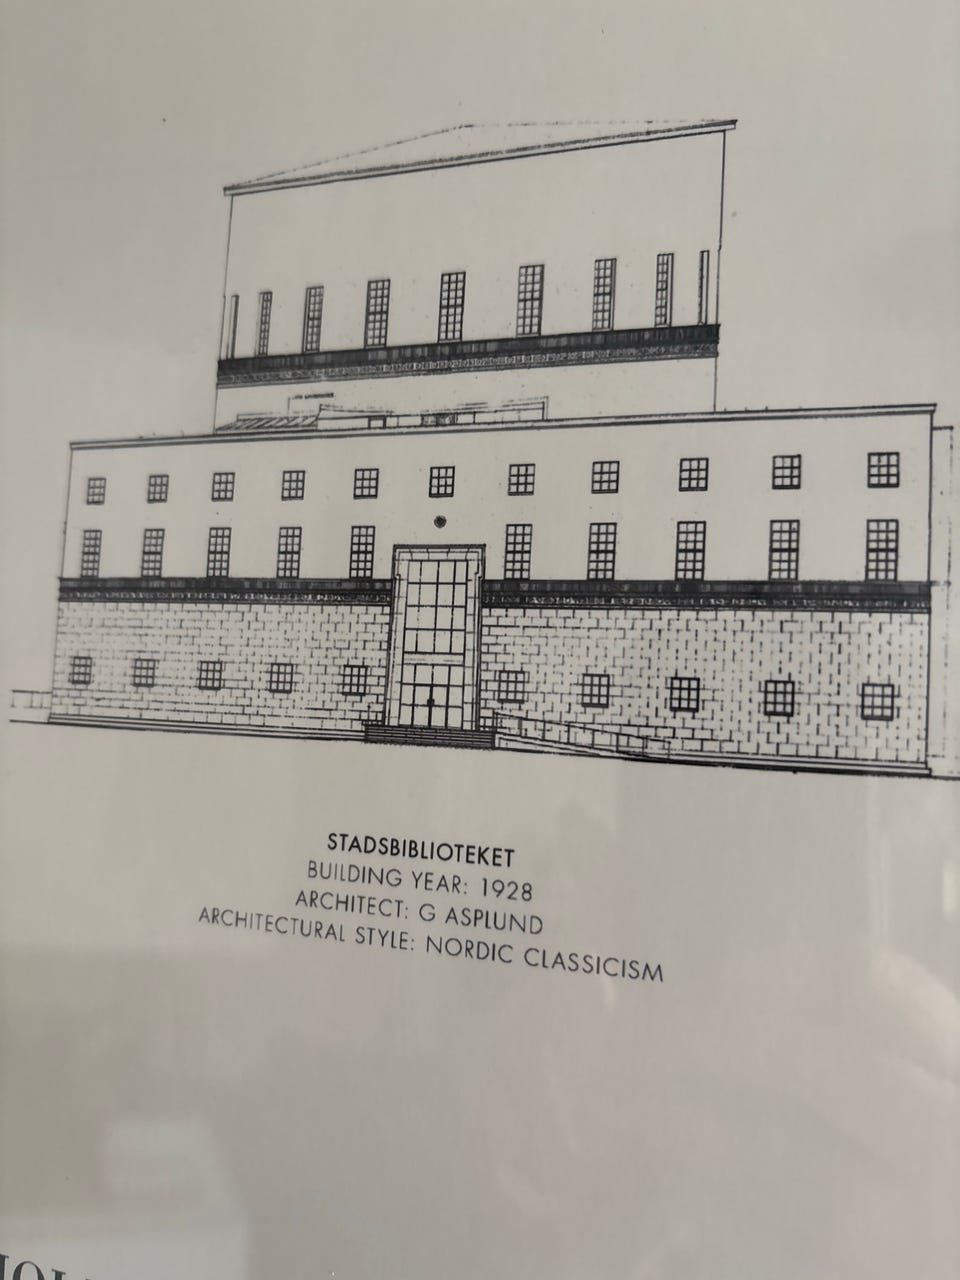 STADSBIBLIOTEKET
BUILDING YEAR: 1928
ARCHITECT: G ASPLUND
ARCHITECTURAL STYLE: NORDIC CLASSICISM